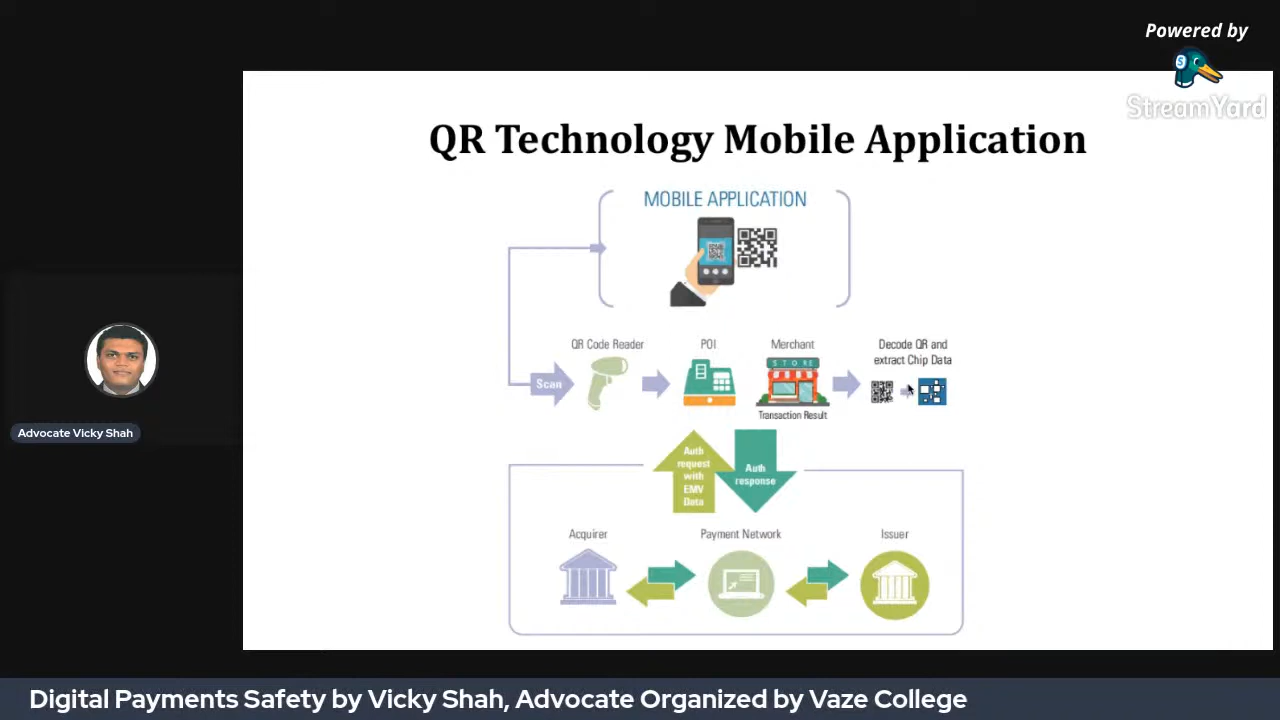 Powered by
S
StreamYard
QR Technology Mobile Application
MOBILE APPLICATION
QR Code Reader
POI
Merchant
Decode QR and
extract Chip Data
Scan
STORE
Transaction Result
Auth
request
with
EMV
Data
Auth
response
Acquirer
Payment Network
Issuer
Advocate Vicky Shah
Digital Payments Safety by Vicky Shah, Advocate Organized by Vaze College